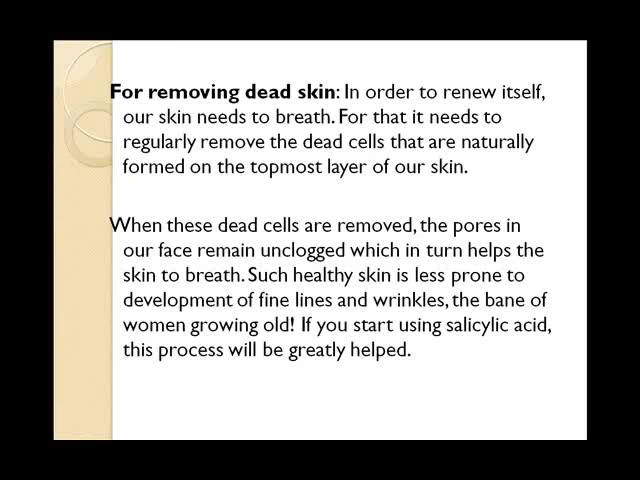 For removing dead skin: In order to renew itself,
our skin needs to breath. For that it needs to
regularly remove the dead cells that are naturally
formed on the topmost layer of our skin.
When these dead cells are removed, the pores in
our face remain unclogged which in turn helps the
skin to breath. Such healthy skin is less prone to
development of fine lines and wrinkles, the bane of
women growing old! If you start using salicylic acid,
this process will be greatly helped.